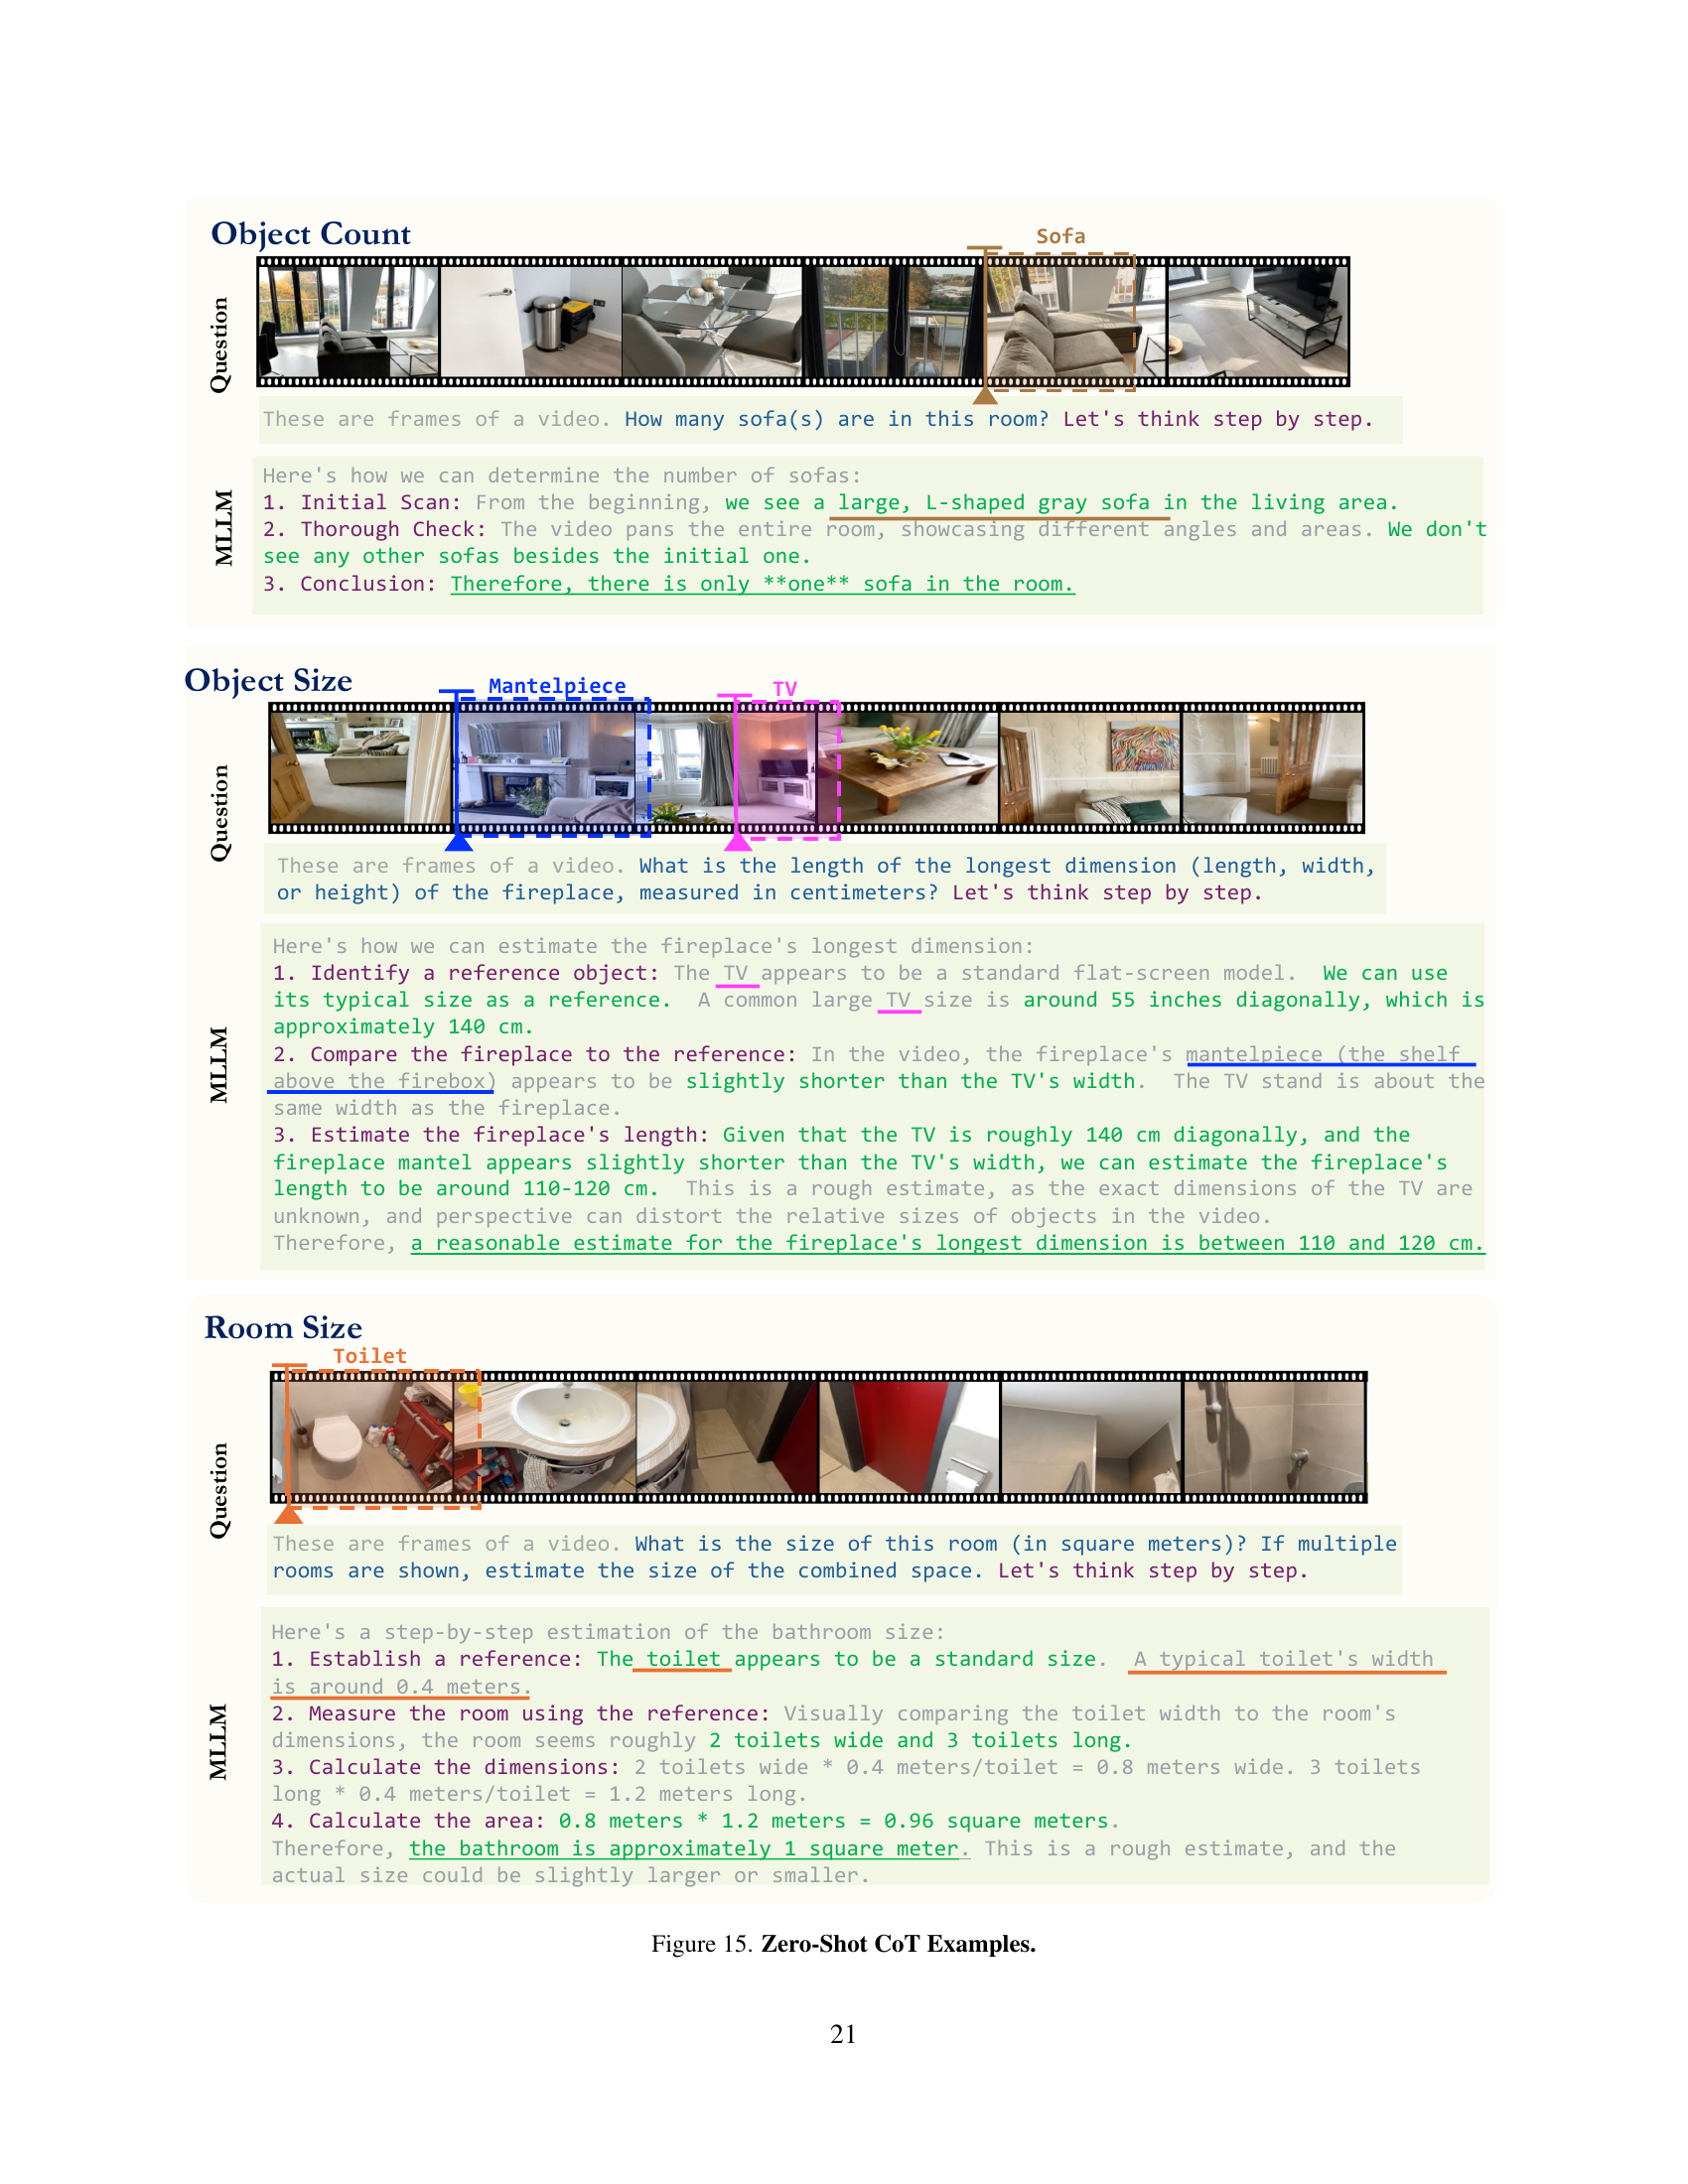 Object Count
Sofa
Question
These are frames of a video. How many sofa(s) are in this room? Let's think step by step.
MLLM
Here's how we can determine the number of sofas:
1. Initial Scan: From the beginning, we see a large, L-shaped gray sofa in the living area.
2. Thorough Check: The video pans the entire room, showcasing different angles and areas. We don't
see any other sofas besides the initial one.
3. Conclusion: Therefore, there is only **one** sofa in the room.
Object Size
Mantelpiece
TV
Question
These are frames of a video. What is the length of the longest dimension (length, width,
or height) of the fireplace, measured in centimeters? Let's think step by step.
MLLM
Here's how we can estimate the fireplace's longest dimension:
1. Identify a reference object: The TV appears to be a standard flat-screen model. We can use
its typical size as a reference. A common large TV size is around 55 inches diagonally, which is
approximately 140 cm.
2. Compare the fireplace to the reference: In the video, the fireplace's mantelpiece (the shelf
above the firebox) appears to be slightly shorter than the TV's width. The TV stand is about the
same width as the fireplace.
3. Estimate the fireplace's length: Given that the TV is roughly 140 cm diagonally, and the
fireplace mantel appears slightly shorter than the TV's width, we can estimate the fireplace's
length to be around 110-120 cm. This is a rough estimate, as the exact dimensions of the TV are
unknown, and perspective can distort the relative sizes of objects in the video.
Therefore, a reasonable estimate for the fireplace's longest dimension is between 110 and 120 cm.
Room Size
Toilet
Question
These are frames of a video. What is the size of this room (in square meters)? If multiple
rooms are shown, estimate the size of the combined space. Let's think step by step.
MLLM
Here's a step-by-step estimation of the bathroom size:
1. Establish a reference: The toilet appears to be a standard size. A typical toilet's width
is around 0.4 meters.
2. Measure the room using the reference: Visually comparing the toilet width to the room's
dimensions, the room seems roughly 2 toilets wide and 3 toilets long.
3. Calculate the dimensions: 2 toilets wide * 0.4 meters/toilet = 0.8 meters wide. 3 toilets
long * 0.4 meters/toilet = 1.2 meters long.
4. Calculate the area: 0.8 meters * 1.2 meters = 0.96 square meters.
Therefore, the bathroom is approximately 1 square meter. This is a rough estimate, and the
actual size could be slightly larger or smaller.
Figure 15. Zero-Shot CoT Examples.
21